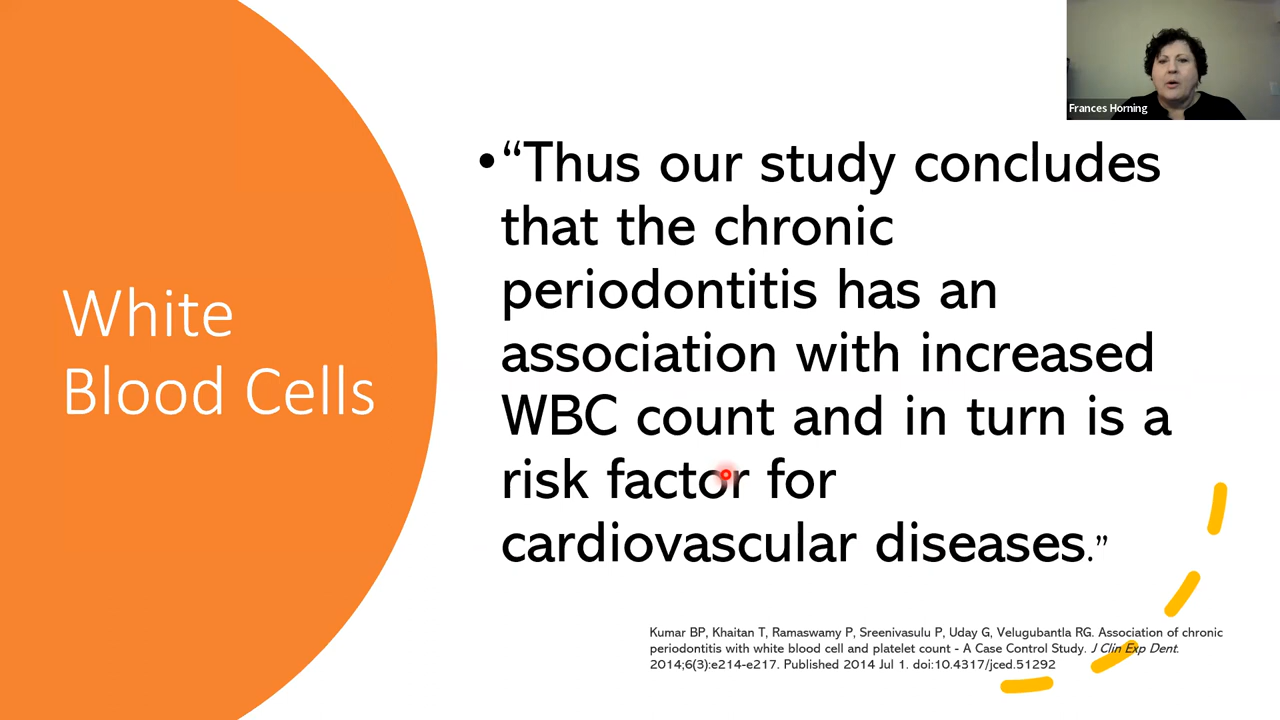 Frances Horning
White
Blood Cells
• “Thus our study concludes
that the chronic
periodontitis has an
association with increased
WBC count and in turn is a
risk factor for
cardiovascular diseases.”
Kumar BP, Khaitan T, Ramaswamy P, Sreenivasulu P, Uday G, Velugubantla RG. Association of chronic
periodontitis with white blood cell and platelet count - A Case Control Study. J Clin Exp Dent.
2014;6(3):e214-e217. Published 2014 Jul 1. doi:10.4317/jced.51292